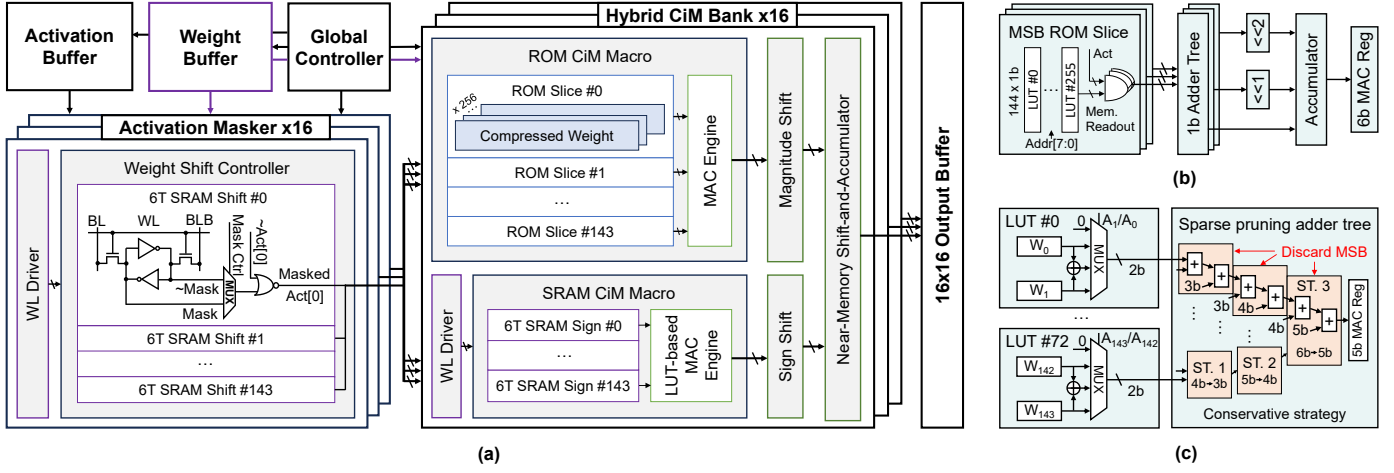 Activation
Buffer
Weight
Buffer
Global
Controller
Activation Masker x16
WL Driver
Weight Shift Controller
6T SRAM Shift #0
BL
WL
BLB
Mask Ctrl
~Act[0]
~Mask
Mask
MUX
Masked
Act[0]
6T SRAM Shift #1
...
6T SRAM Shift #143
Hybrid CiM Bank x16
ROM CiM Macro
ROM Slice #0
x 256
...
Compressed Weight
ROM Slice #1
...
ROM Slice #143
MAC Engine
Magnitude Shift
SRAM CiM Macro
WL Driver
6T SRAM Sign #0
...
6T SRAM Sign #143
LUT-based
MAC
Engine
Sign Shift
Near-Memory Shift-and-Accumulator
16x16 Output Buffer
(a)
MSB ROM Slice
144 x 1b
LUT #0
...
LUT #255
Act
Mem.
Readout
Addr[7:0]
1b Adder Tree
<<2
<<1
Accumulator
6b MAC Reg
(b)
LUT #0
0
A1/A0
W0
W1
MUX
2b
...
LUT #72
0
A143/A142
W142
W143
MUX
2b
Sparse pruning adder tree
Discard MSB
3b
3b
4b
4b
5b
ST. 3
6b→5b
ST. 1
4b→3b
ST. 2
5b→4b
5b MAC Reg
Conservative strategy
(c)